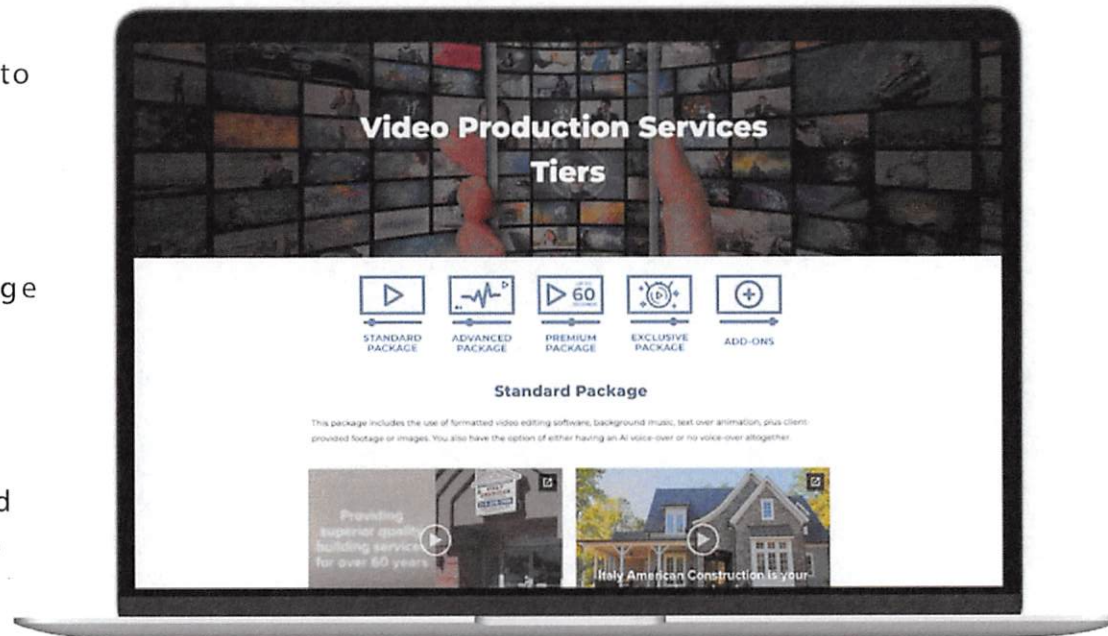 to
ge
d
Video Production Services
Tiers
UP TO
60
SECONDS
STANDARD
PACKAGE
ADVANCED
PACKAGE
PREMIUM
PACKAGE
EXCLUSIVE
PACKAGE
ADD-ONS
Standard Package
This package includes the use of formatted video editing software, background music, text over animation, plus client-
provided footage or images. You also have the option of either having an AI voice-over or no voice-over altogether.
Providing
superior quality
building services
for over 60 years
Italy American Construction is your